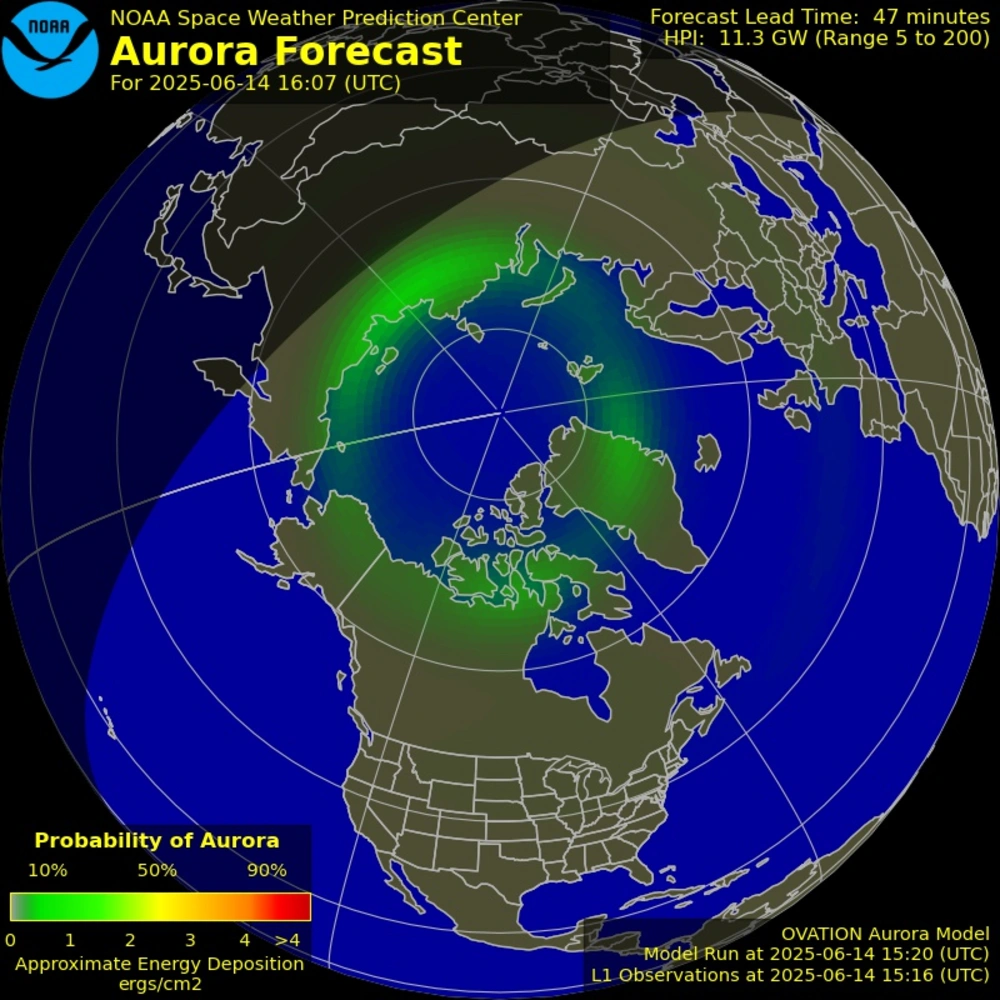 NOAA
NOAA Space Weather Prediction Center
Aurora Forecast
For 2025-06-14 16:07 (UTC)
Forecast Lead Time: 47 minutes
HPI: 11.3 GW (Range 5 to 200)
Probability of Aurora
10% 50% 90%
0 1 2 3 4 >4
Approximate Energy Deposition
ergs/cm2
OVATION Aurora Model
Model Run at 2025-06-14 15:20 (UTC)
L1 Observations at 2025-06-14 15:16 (UTC)